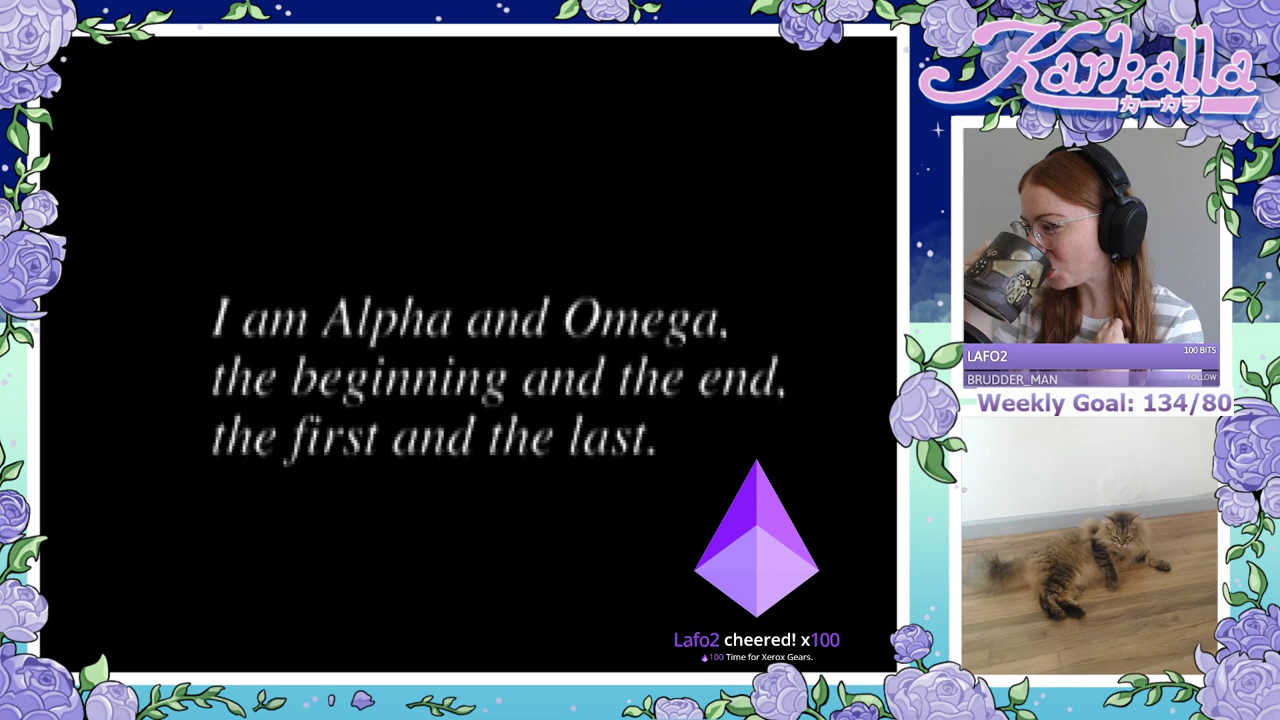 Karkalla
カーカラ
I am Alpha and Omega,
the beginning and the end,
the first and the last.
LAFO2
100 BITS
BRUDDER_MAN
FOLLOW
Weekly Goal: 134/80
Lafo2 cheered! x100
100 Time for Xerox Gears.